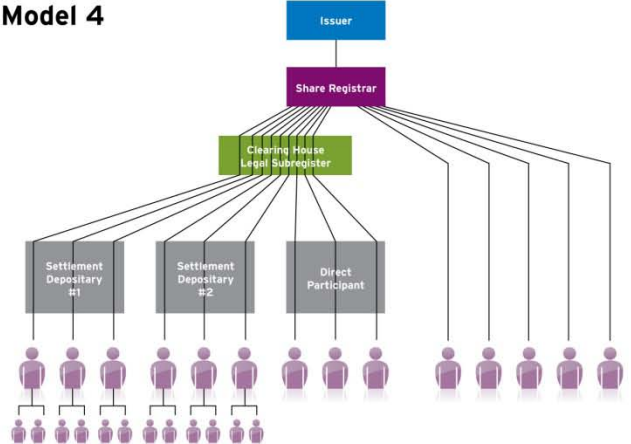 Model 4
Issuer
Share Registrar
Clearing House
Legal Subregister
Settlement
Depositary
#1
Settlement
Depositary
#2
Direct
Participant